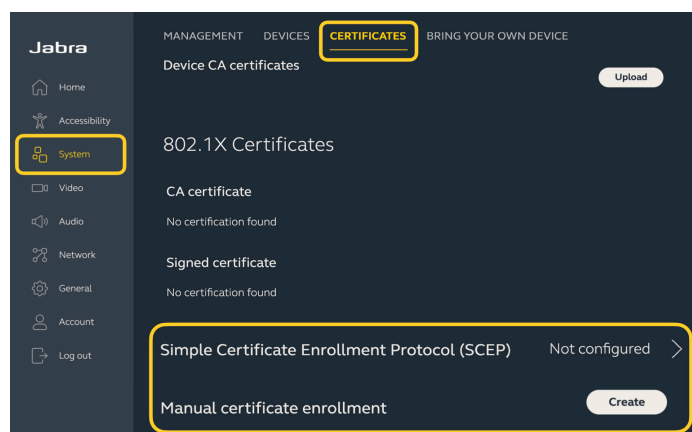 Jabra
Home
Accessibility
System
Video
Audio
Network
General
Account
Log out
MANAGEMENT DEVICES CERTIFICATES BRING YOUR OWN DEVICE
Device CA certificates
Upload
802.1X Certificates
CA certificate
No certification found
Signed certificate
No certification found
Simple Certificate Enrollment Protocol (SCEP) Not configured
Manual certificate enrollment
Create